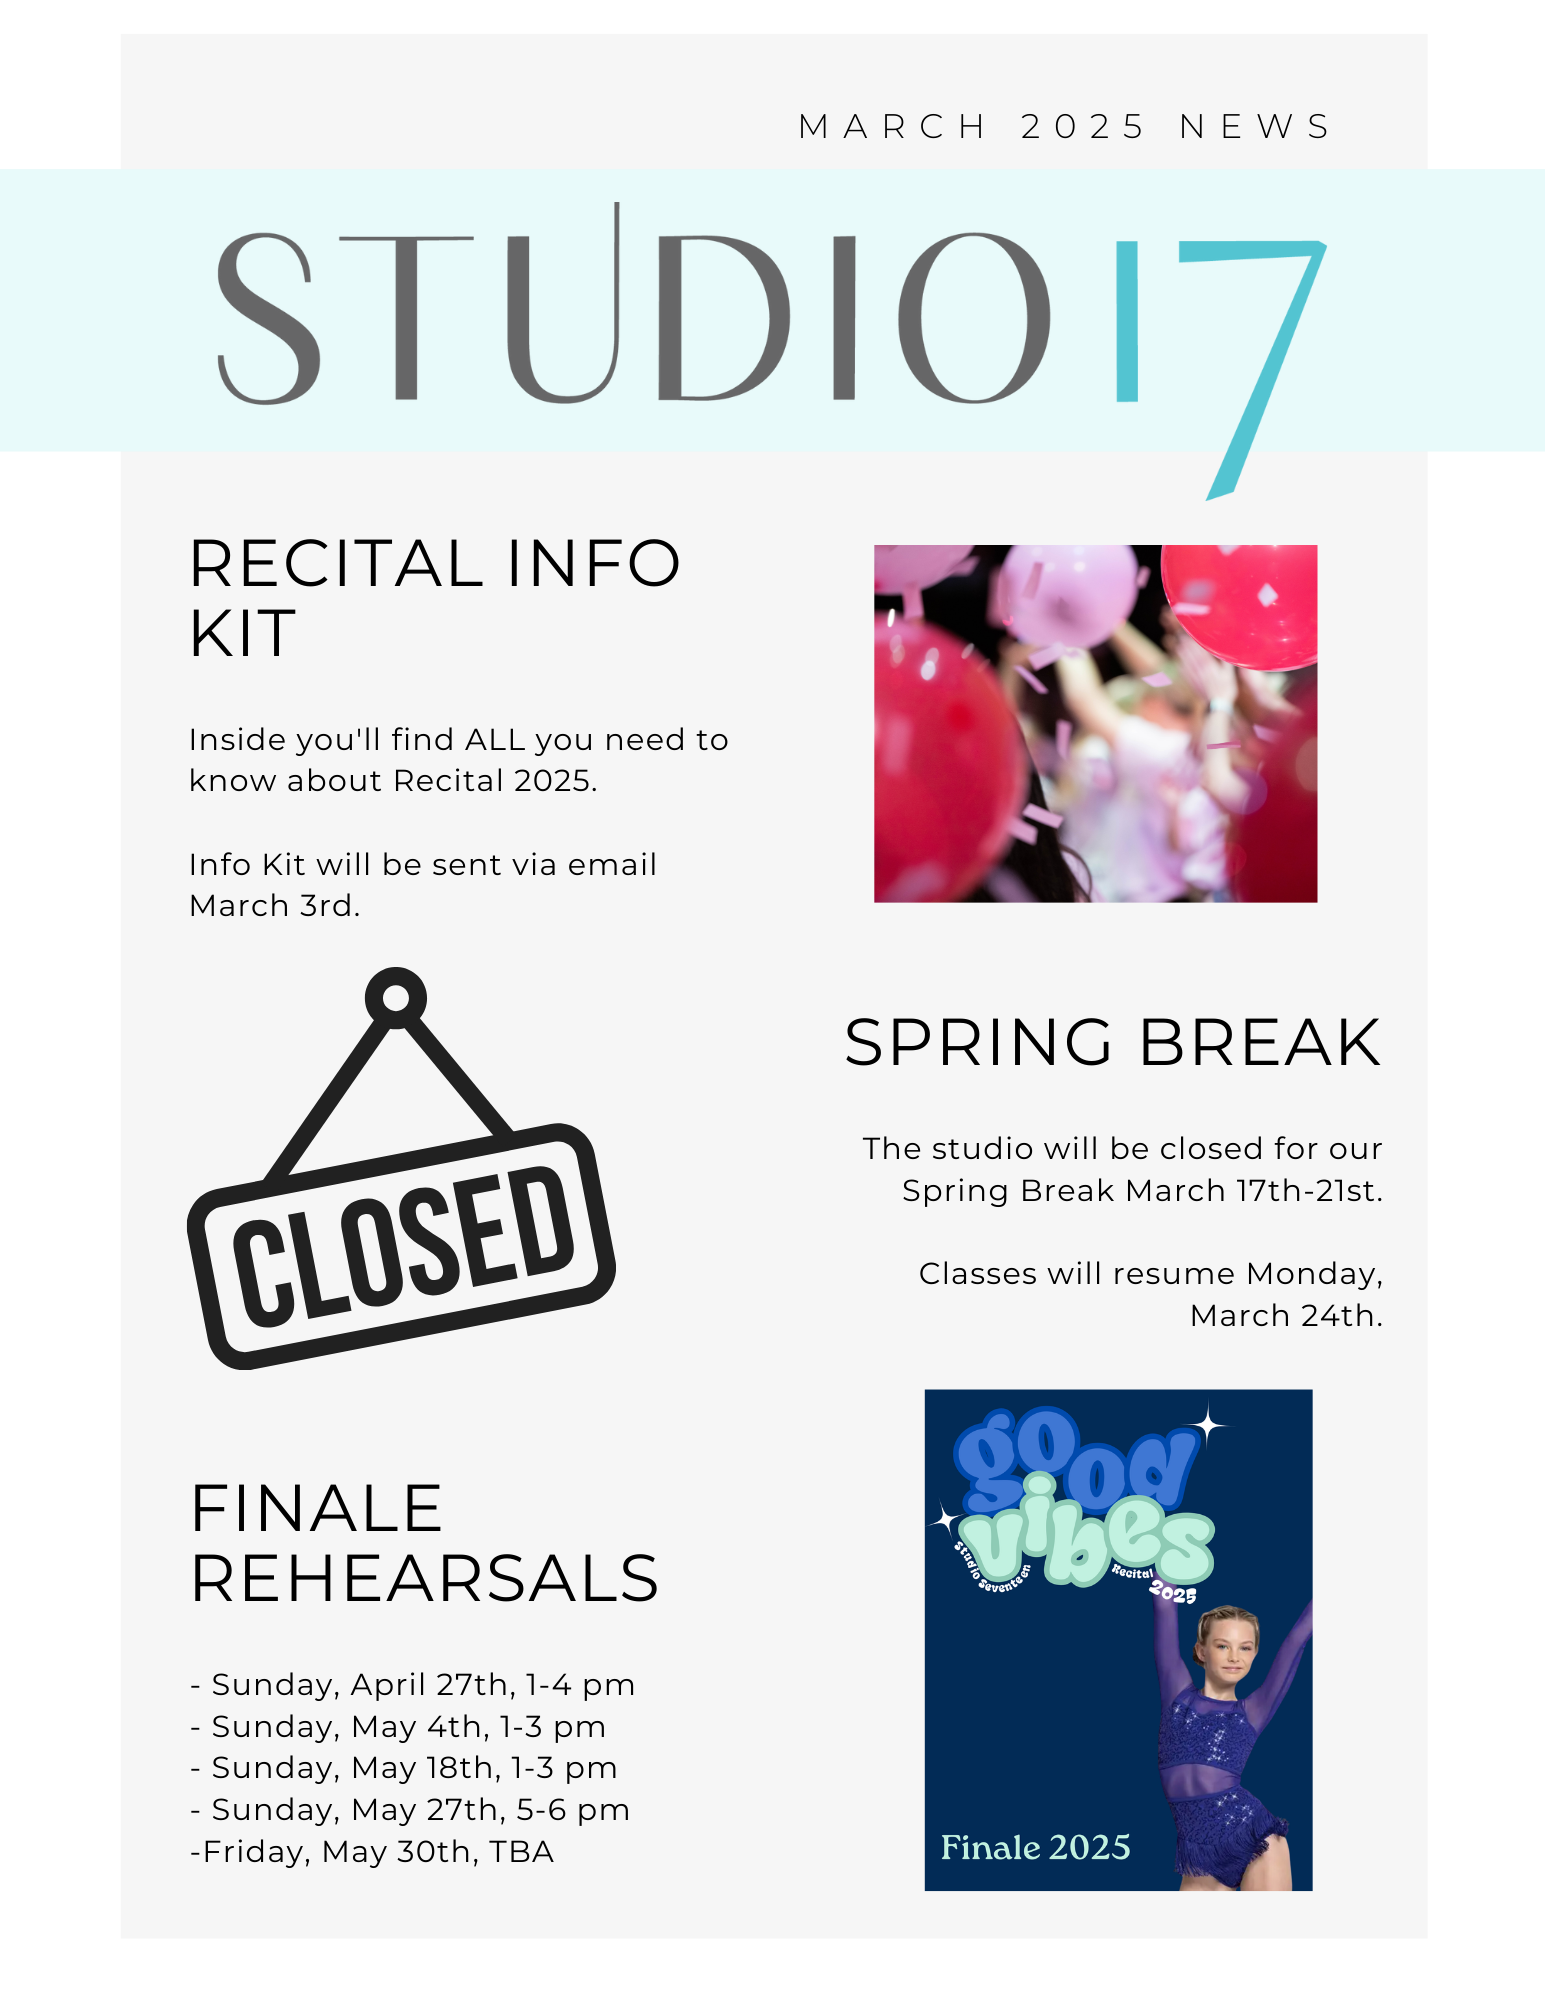 MARCH 2025 NEWS
STUDIO 17
RECITAL INFO
KIT
Inside you'll find ALL you need to
know about Recital 2025.
Info Kit will be sent via email
March 3rd.
CLOSED
SPRING BREAK
The studio will be closed for our
Spring Break March 17th-21st.
Classes will resume Monday,
March 24th.
FINALE
REHEARSALS
- Sunday, April 27th, 1-4 pm
- Sunday, May 4th, 1-3 pm
- Sunday, May 18th, 1-3 pm
- Sunday, May 27th, 5-6 pm
-Friday, May 30th, TBA
good
vibes
Studio Seventeen
Recital
2025
Finale 2025